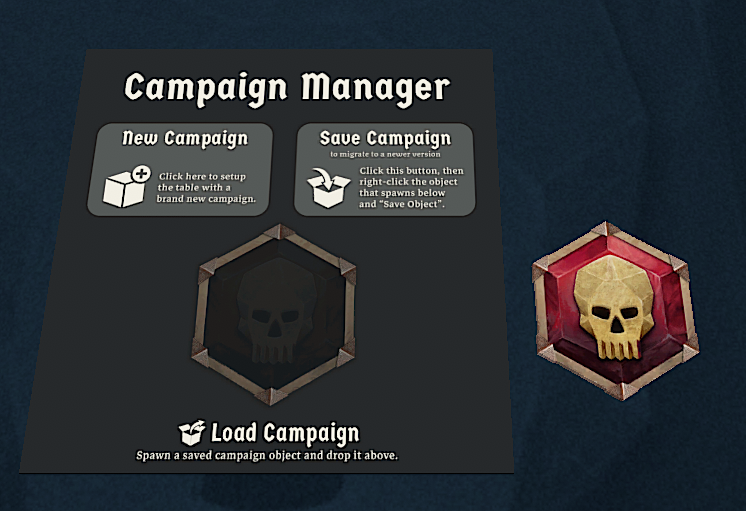 Campaign Manager
New Campaign
Click here to setup
the table with a
brand new campaign.
Save Campaign
to migrate to a newer version
Click this button, then
right-click the object
that spawns below
and “Save Object”.
Load Campaign
Spawn a saved campaign object and drop it above.